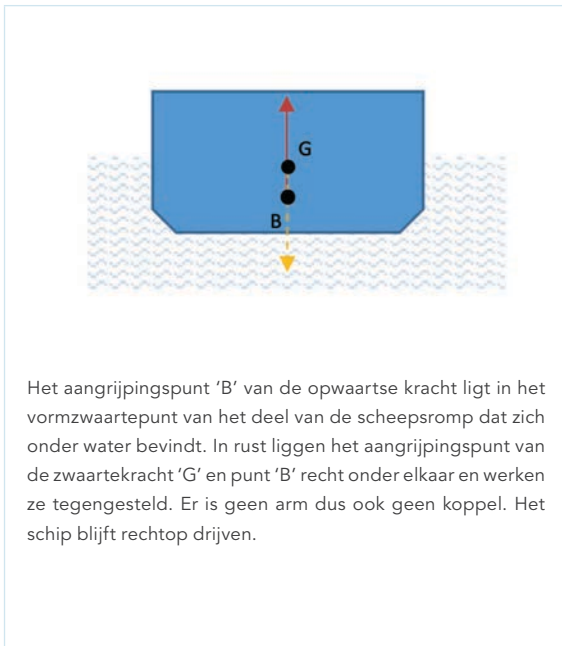 G
B
Het aangrijpingspunt ‘B’ van de opwaartse kracht ligt in het
vormzwaartepunt van het deel van de scheepsromp dat zich
onder water bevindt. In rust liggen het aangrijpingspunt van
de zwaartekracht ‘G’ en punt ‘B’ recht onder elkaar en werken
ze tegengesteld. Er is geen arm dus ook geen koppel. Het
schip blijft rechtop drijven.